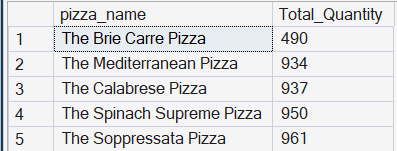 pizza_name Total_Quantity
1 The Brie Carre Pizza 490
2 The Mediterranean Pizza 934
3 The Calabrese Pizza 937
4 The Spinach Supreme Pizza 950
5 The Soppressata Pizza 961